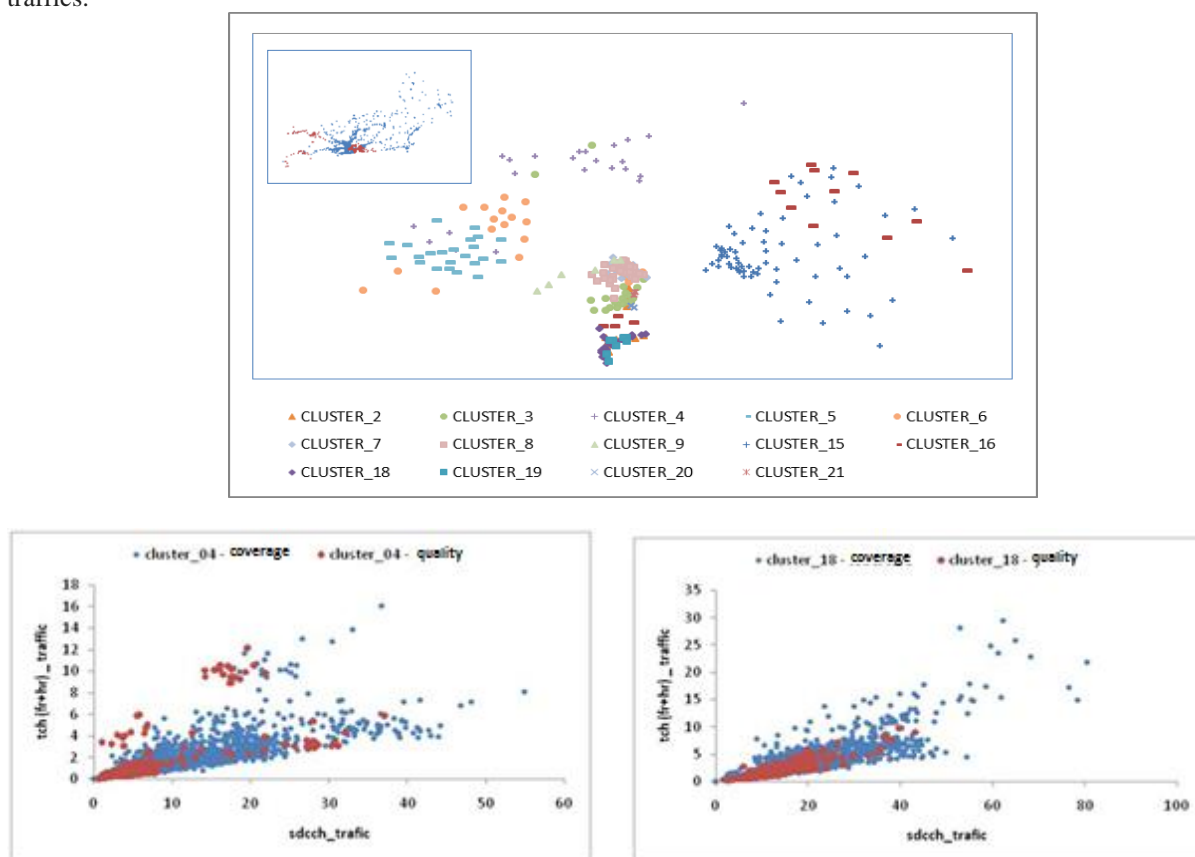 traffics.
CLUSTER_2 CLUSTER_3 CLUSTER_4 CLUSTER_5 CLUSTER_6
CLUSTER_7 CLUSTER_8 CLUSTER_9 CLUSTER_15 CLUSTER_16
CLUSTER_18 CLUSTER_19 CLUSTER_20 CLUSTER_21
cluster_04 - coverage cluster_04 - quality
18
16
14
12
10
8
6
4
2
0
tch (fr+hr)_traffic
0 10 20 30 40 50 60
sdcch_trafic
cluster_18 - coverage cluster_18 - quality
35
30
25
20
15
10
5
0
tch (fr+hr)_traffic
0 20 40 60 80 100
sdcch_trafic